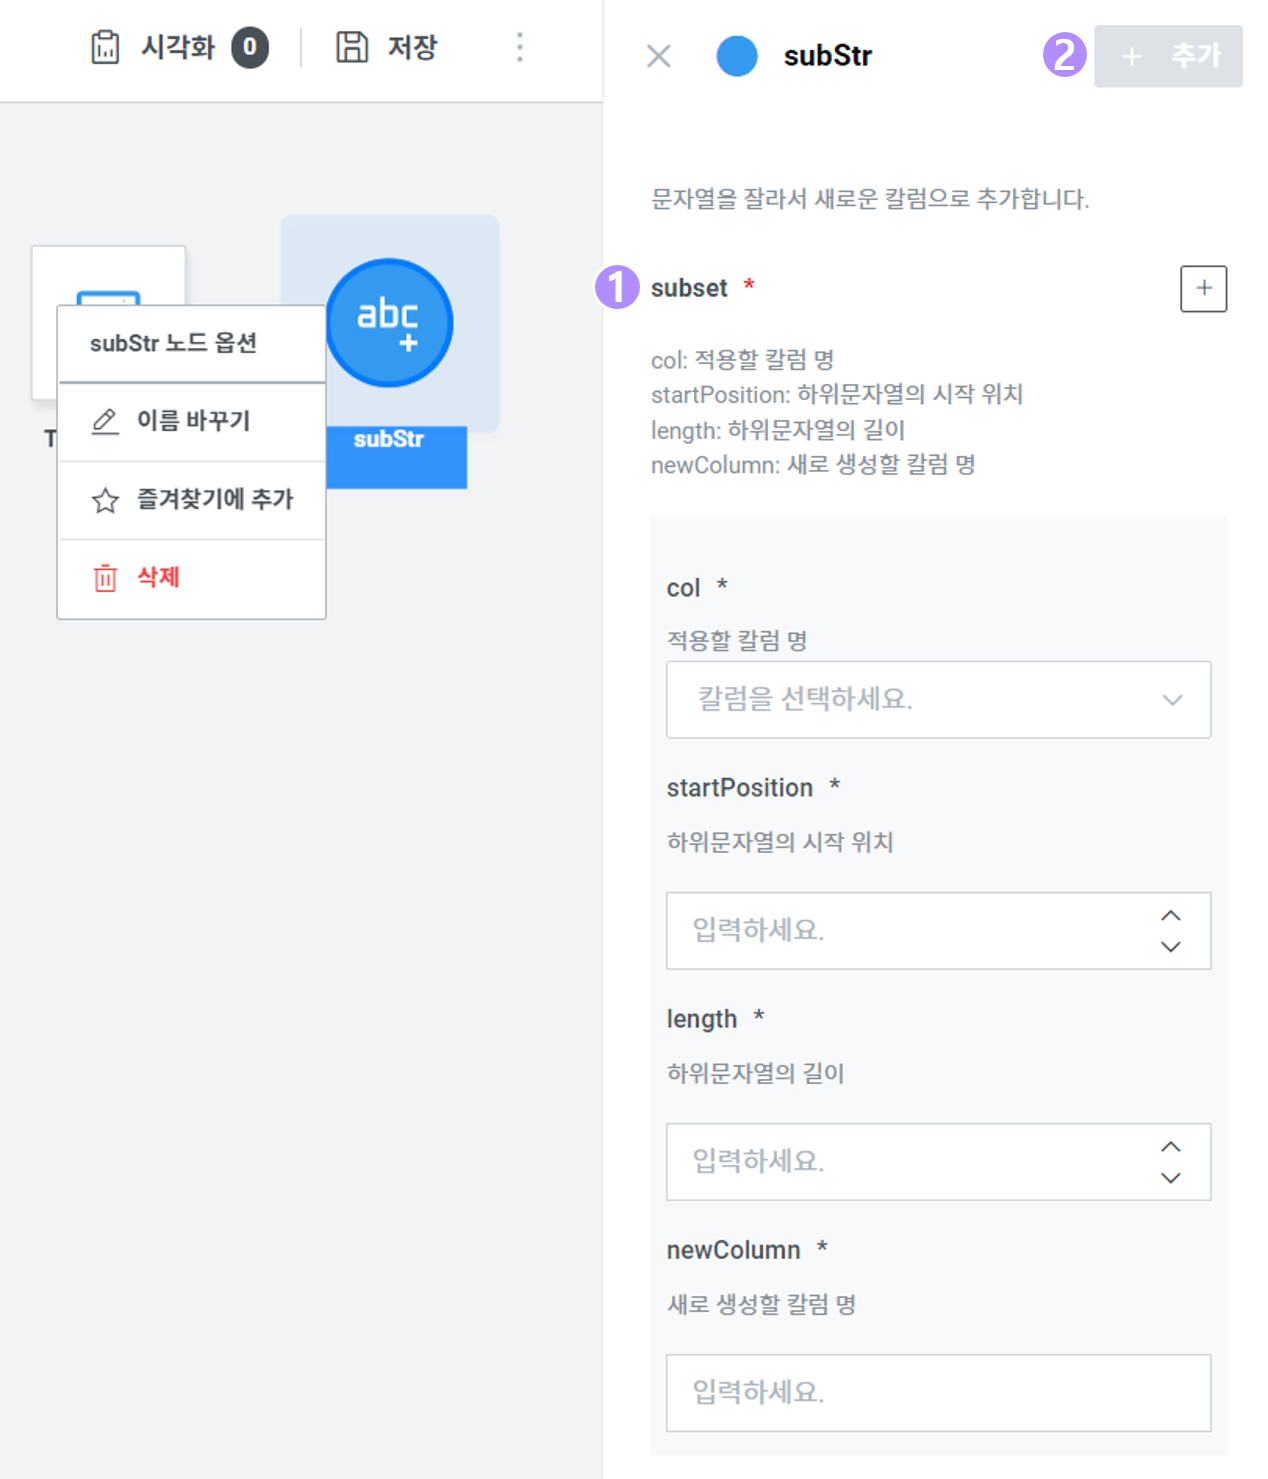 시각화 0
저장
subStr
2
+ 추가
문자열을 잘라서 새로운 칼럼으로 추가합니다.
1
subset *
+
col: 적용할 칼럼 명
startPosition: 하위문자열의 시작 위치
length: 하위문자열의 길이
newColumn: 새로 생성할 칼럼 명
col *
적용할 칼럼 명
칼럼을 선택하세요.
startPosition *
하위문자열의 시작 위치
입력하세요.
length *
하위문자열의 길이
입력하세요.
newColumn *
새로 생성할 칼럼 명
입력하세요.
abc
+
subStr
T
subStr 노드 옵션
이름 바꾸기
즐겨찾기에 추가
삭제